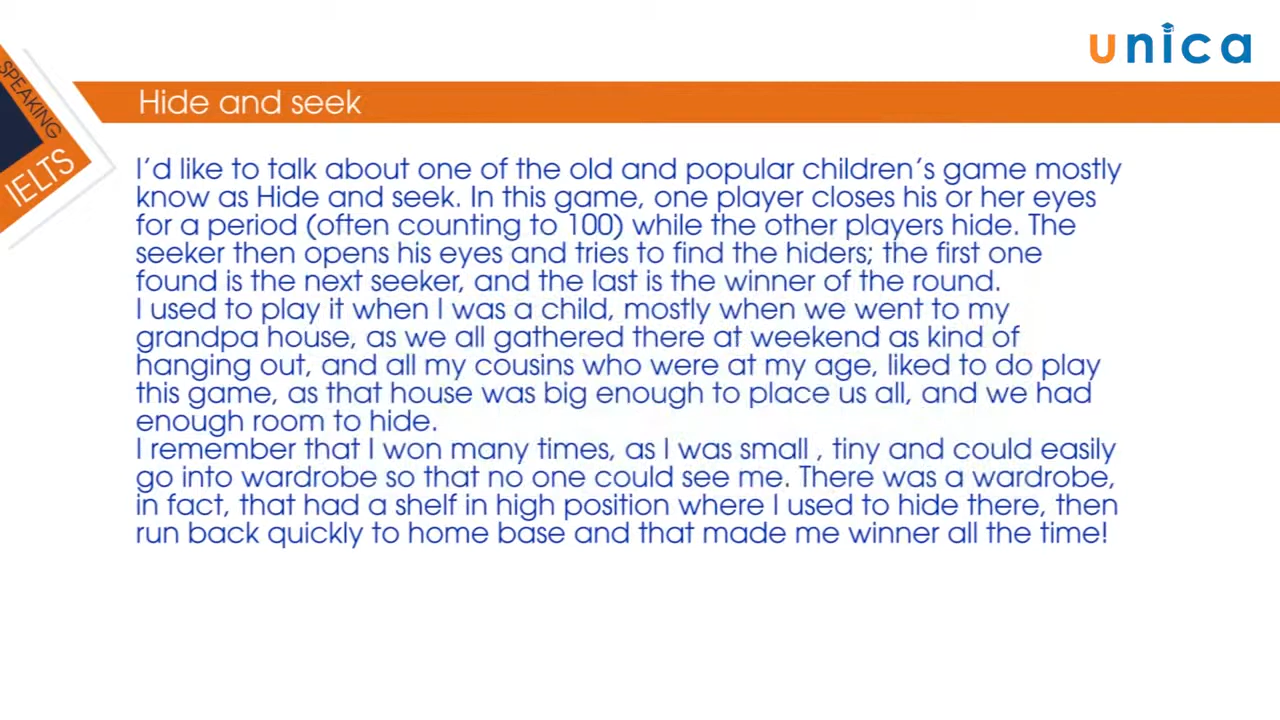 unica
SPEAKING
IELTS
Hide and seek
I'd like to talk about one of the old and popular children's game mostly
know as Hide and seek. In this game, one player closes his or her eyes
for a period (often counting to 100) while the other players hide. The
seeker then opens his eyes and tries to find the hiders; the first one
found is the next seeker, and the last is the winner of the round.
I used to play it when I was a child, mostly when we went to my
grandpa house, as we all gathered there at weekend as kind of
hanging out, and all my cousins who were at my age, liked to do play
this game, as that house was big enough to place us all, and we had
enough room to hide.
I remember that I won many times, as I was small , tiny and could easily
go into wardrobe so that no one could see me. There was a wardrobe,
in fact, that had a shelf in high position where I used to hide there, then
run back quickly to home base and that made me winner all the time!